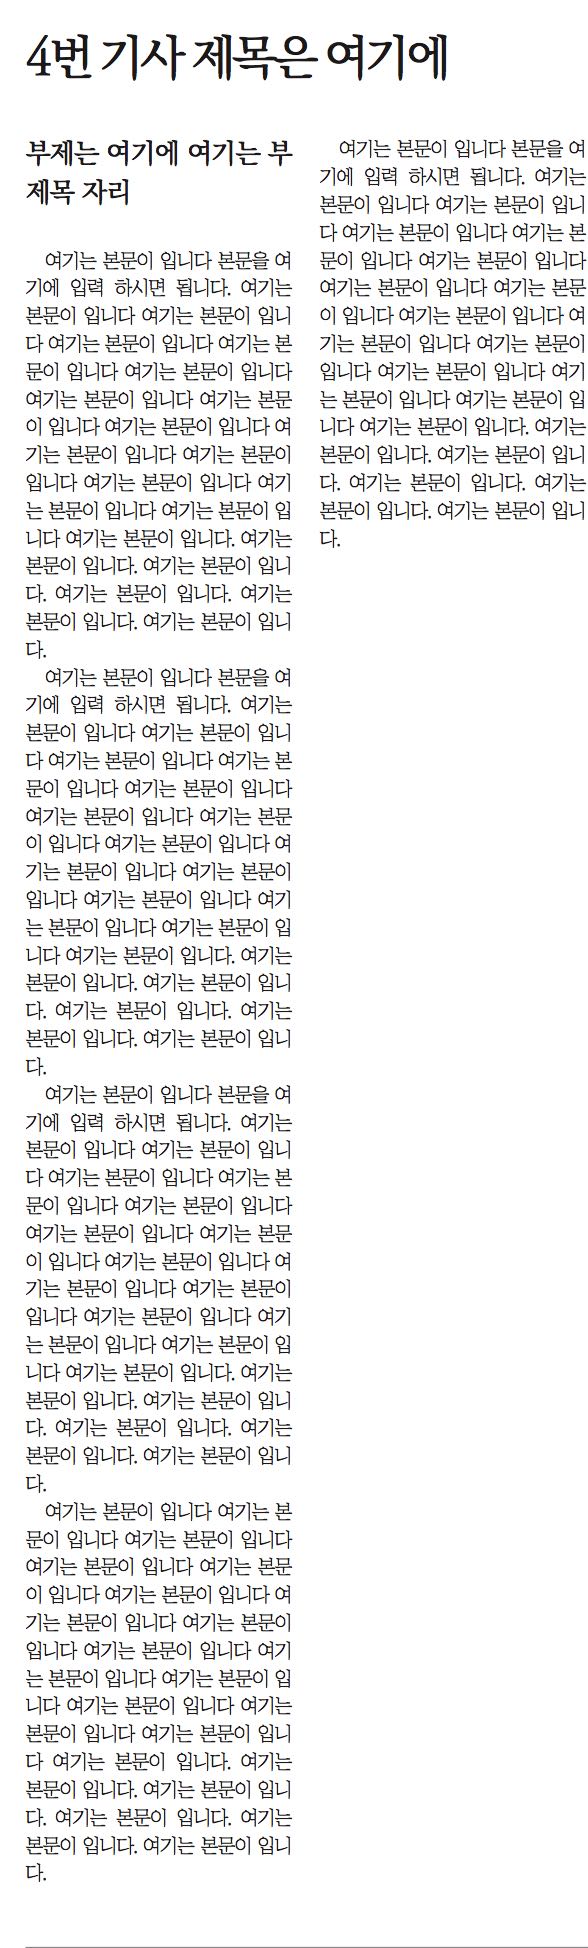 4번 기사 제목은 여기에
부제는 여기에 여기는 부
제목 자리
여기는 본문이 입니다 본문을 여
기에 입력 하시면 됩니다. 여기는
본문이 입니다 여기는 본문이 입니
다 여기는 본문이 입니다 여기는 본
문이 입니다 여기는 본문이 입니다
여기는 본문이 입니다 여기는 본문
이 입니다 여기는 본문이 입니다 여
기는 본문이 입니다 여기는 본문이
입니다 여기는 본문이 입니다 여기
는 본문이 입니다 여기는 본문이 입
니다 여기는 본문이 입니다. 여기는
본문이 입니다. 여기는 본문이 입니
다. 여기는 본문이 입니다. 여기는
본문이 입니다. 여기는 본문이 입니
다.
여기는 본문이 입니다 본문을 여
기에 입력 하시면 됩니다. 여기는
본문이 입니다 여기는 본문이 입니
다 여기는 본문이 입니다 여기는 본
문이 입니다 여기는 본문이 입니다
여기는 본문이 입니다 여기는 본문
이 입니다 여기는 본문이 입니다 여
기는 본문이 입니다 여기는 본문이
입니다 여기는 본문이 입니다 여기
는 본문이 입니다 여기는 본문이 입
니다 여기는 본문이 입니다. 여기는
본문이 입니다. 여기는 본문이 입니
다. 여기는 본문이 입니다. 여기는
본문이 입니다. 여기는 본문이 입니
다.
여기는 본문이 입니다 본문을 여
기에 입력 하시면 됩니다. 여기는
본문이 입니다 여기는 본문이 입니
다 여기는 본문이 입니다 여기는 본
문이 입니다 여기는 본문이 입니다
여기는 본문이 입니다 여기는 본문
이 입니다 여기는 본문이 입니다 여
기는 본문이 입니다 여기는 본문이
입니다 여기는 본문이 입니다 여기
는 본문이 입니다 여기는 본문이 입
니다 여기는 본문이 입니다. 여기는
본문이 입니다. 여기는 본문이 입니
다. 여기는 본문이 입니다. 여기는
본문이 입니다. 여기는 본문이 입니
다.
여기는 본문이 입니다 여기는 본
문이 입니다 여기는 본문이 입니다
여기는 본문이 입니다 여기는 본문
이 입니다 여기는 본문이 입니다 여
기는 본문이 입니다 여기는 본문이
입니다 여기는 본문이 입니다 여기
는 본문이 입니다 여기는 본문이 입
니다 여기는 본문이 입니다 여기는
본문이 입니다 여기는 본문이 입니
다 여기는 본문이 입니다. 여기는
본문이 입니다. 여기는 본문이 입니
다. 여기는 본문이 입니다. 여기는
본문이 입니다. 여기는 본문이 입니
다.
여기는 본문이 입니다 본문을 여
기에 입력 하시면 됩니다. 여기는
본문이 입니다 여기는 본문이 입니
다 여기는 본문이 입니다 여기는 본
문이 입니다 여기는 본문이 입니다
여기는 본문이 입니다 여기는 본문
이 입니다 여기는 본문이 입니다 여
기는 본문이 입니다 여기는 본문이
입니다 여기는 본문이 입니다 여기
는 본문이 입니다 여기는 본문이 입
니다 여기는 본문이 입니다. 여기는
본문이 입니다. 여기는 본문이 입니
다. 여기는 본문이 입니다. 여기는
본문이 입니다. 여기는 본문이 입니
다.